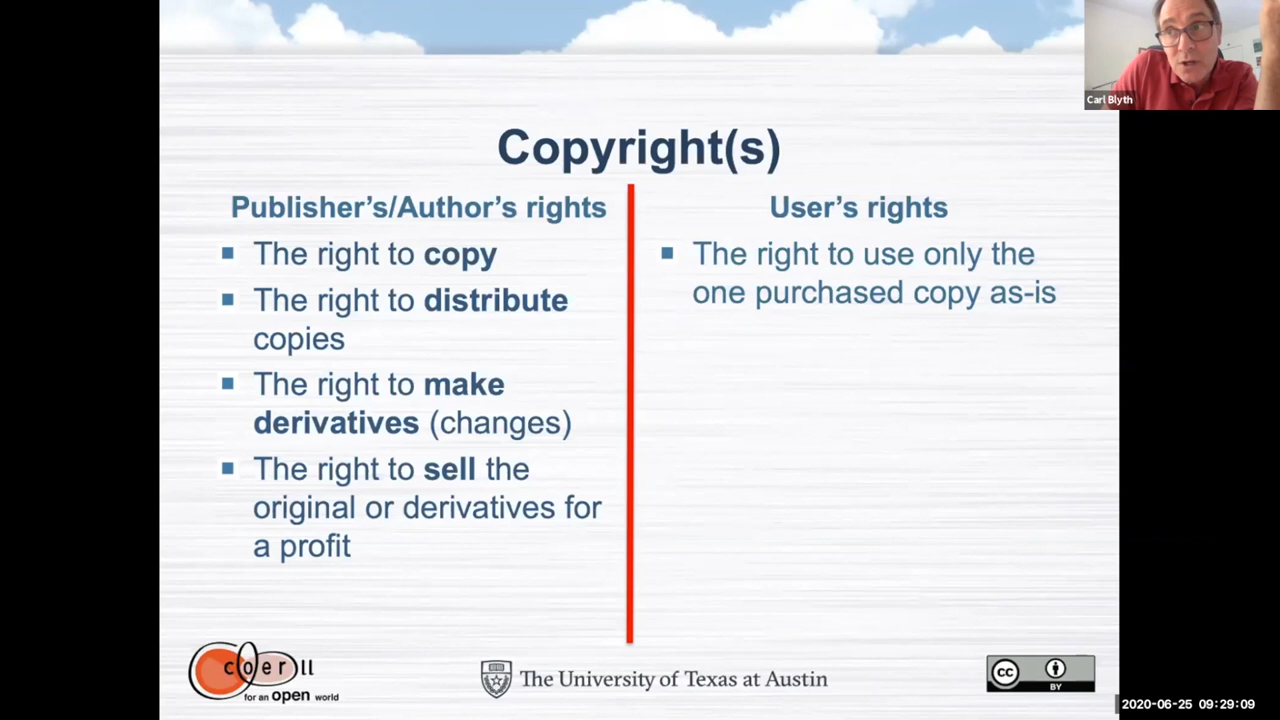 Carl Blyth
Copyright(s)
Publisher's/Author's rights
The right to copy
The right to distribute
copies
The right to make
derivatives (changes)
The right to sell the
original or derivatives for
a profit
User's rights
The right to use only the
one purchased copy as-is
coerll
for an open world
The University of Texas at Austin
cc
BY
2020-06-25 09:29:09